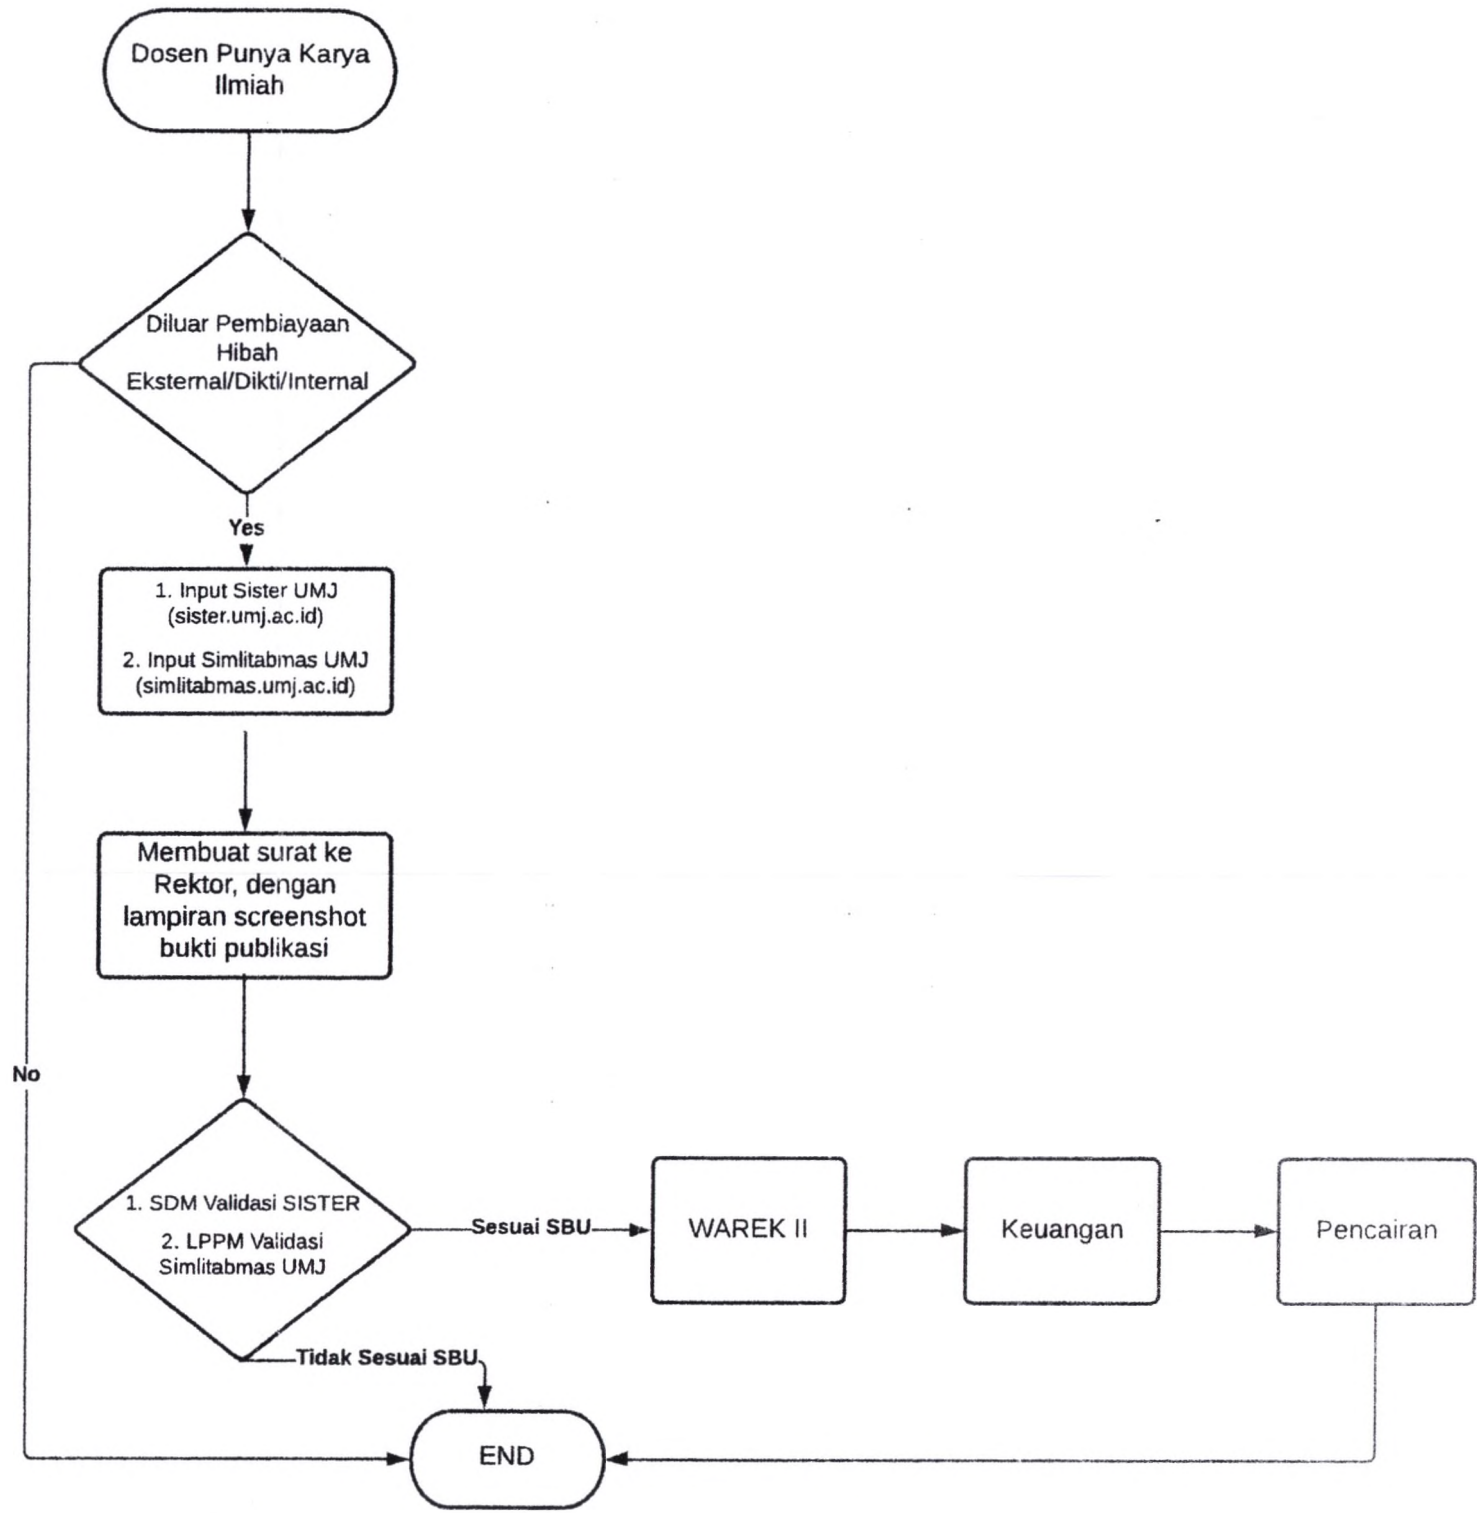 Dosen Punya Karya
Ilmiah
Diluar Pembiayaan
Hibah
Eksternal/Dikti/Internal
Yes
1. Input Sister UMJ
(sister.umj.ac.id)
2. Input Simlitabmas UMJ
(simlitabmas.umj.ac.id)
Membuat surat ke
Rektor, dengan
lampiran screenshot
bukti publikasi
No
1. SDM Validasi SISTER
2. LPPM Validasi
Simlitabmas UMJ
Sesuai SBU
WAREK II
Keuangan
Pencairan
Tidak Sesuai SBU
END